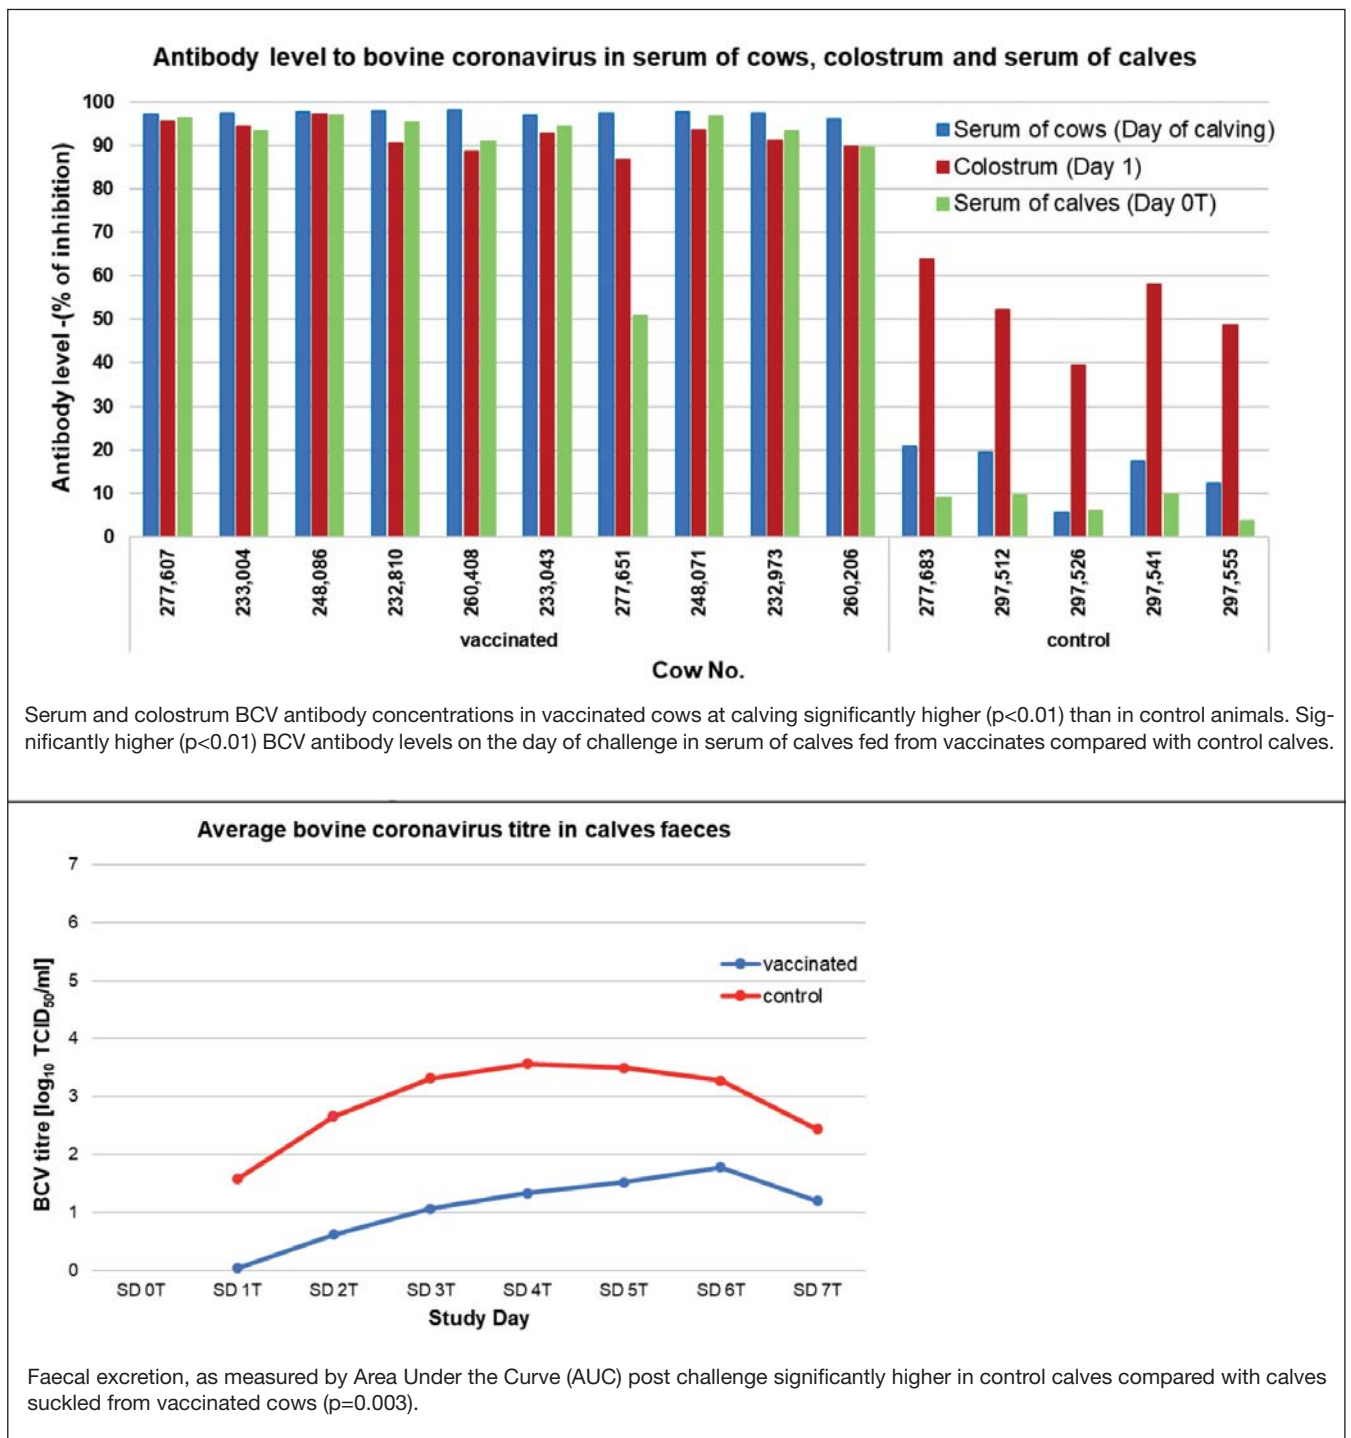 Antibody level to bovine coronavirus in serum of cows, colostrum and serum of calves
Antibody level -(% of inhibition)
100
90
80
70
60
50
40
30
20
10
0
Serum of cows (Day of calving)
Colostrum (Day 1)
Serum of calves (Day 0T)
277,607
233,004
248,086
232,810
260,408
233,043
277,651
248,071
232,973
260,206
277,683
297,512
297,526
297,541
297,555
vaccinated
control
Cow No.
Serum and colostrum BCV antibody concentrations in vaccinated cows at calving significantly higher (p<0.01) than in control animals. Sig-
nificantly higher (p<0.01) BCV antibody levels on the day of challenge in serum of calves fed from vaccinates compared with control calves.
Average bovine coronavirus titre in calves faeces
BCV titre [log10 TCID50/ml]
7
6
5
4
3
2
1
0
vaccinated
control
SD 0T SD 1T SD 2T SD 3T SD 4T SD 5T SD 6T SD 7T
Study Day
Faecal excretion, as measured by Area Under the Curve (AUC) post challenge significantly higher in control calves compared with calves
suckled from vaccinated cows (p=0.003).